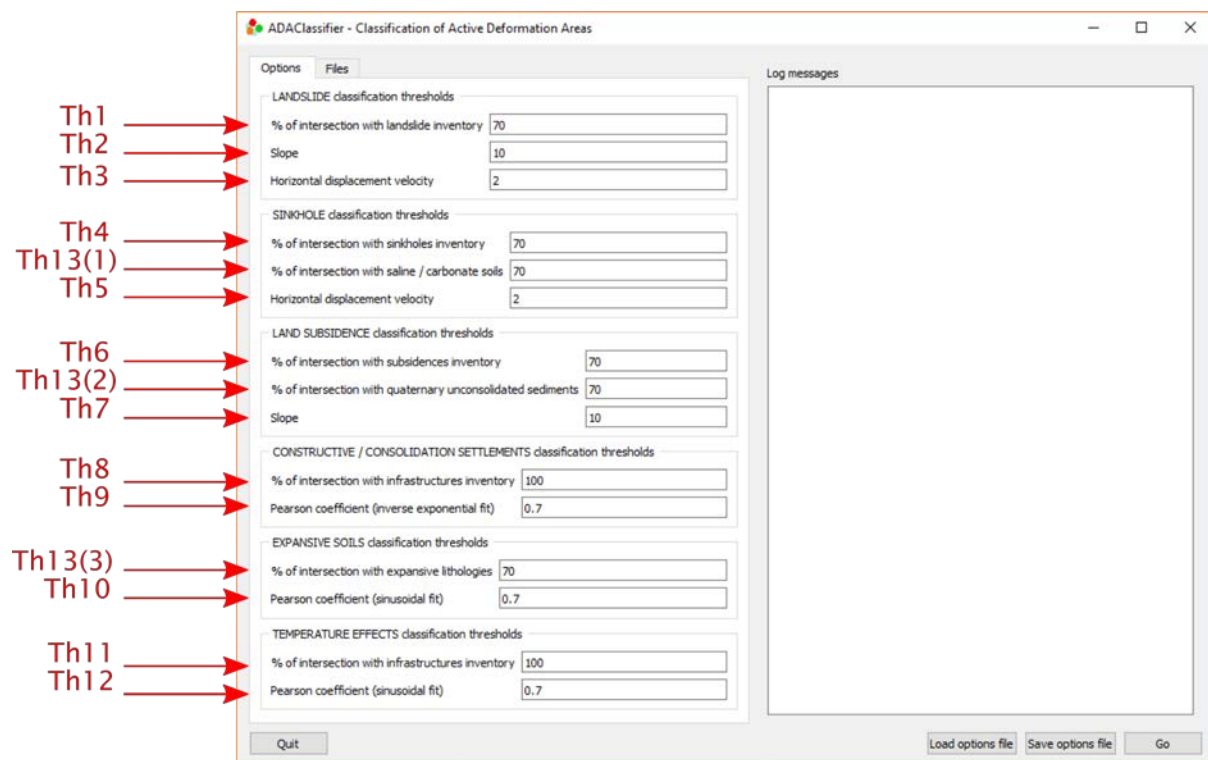 ADAClassifier - Classification of Active Deformation Areas
Options Files
Log messages
LANDSLIDE classification thresholds
Th1 % of intersection with landslide inventory 70
Th2 Slope 10
Th3 Horizontal displacement velocity 2
SINKHOLE classification thresholds
Th4 % of intersection with sinkholes inventory 70
Th13(1) % of intersection with saline / carbonate soils 70
Th5 Horizontal displacement velocity 2
LAND SUBSIDENCE classification thresholds
Th6 % of intersection with subsidences inventory 70
Th13(2) % of intersection with quaternary unconsolidated sediments 70
Th7 Slope 10
CONSTRUCTIVE / CONSOLIDATION SETTLEMENTS classification thresholds
Th8 % of intersection with infrastructures inventory 100
Th9 Pearson coefficient (inverse exponential fit) 0.7
EXPANSIVE SOILS classification thresholds
Th13(3) % of intersection with expansive lithologies 70
Th10 Pearson coefficient (sinusoidal fit) 0.7
TEMPERATURE EFFECTS classification thresholds
Th11 % of intersection with infrastructures inventory 100
Th12 Pearson coefficient (sinusoidal fit) 0.7
Quit Load options file Save options file Go